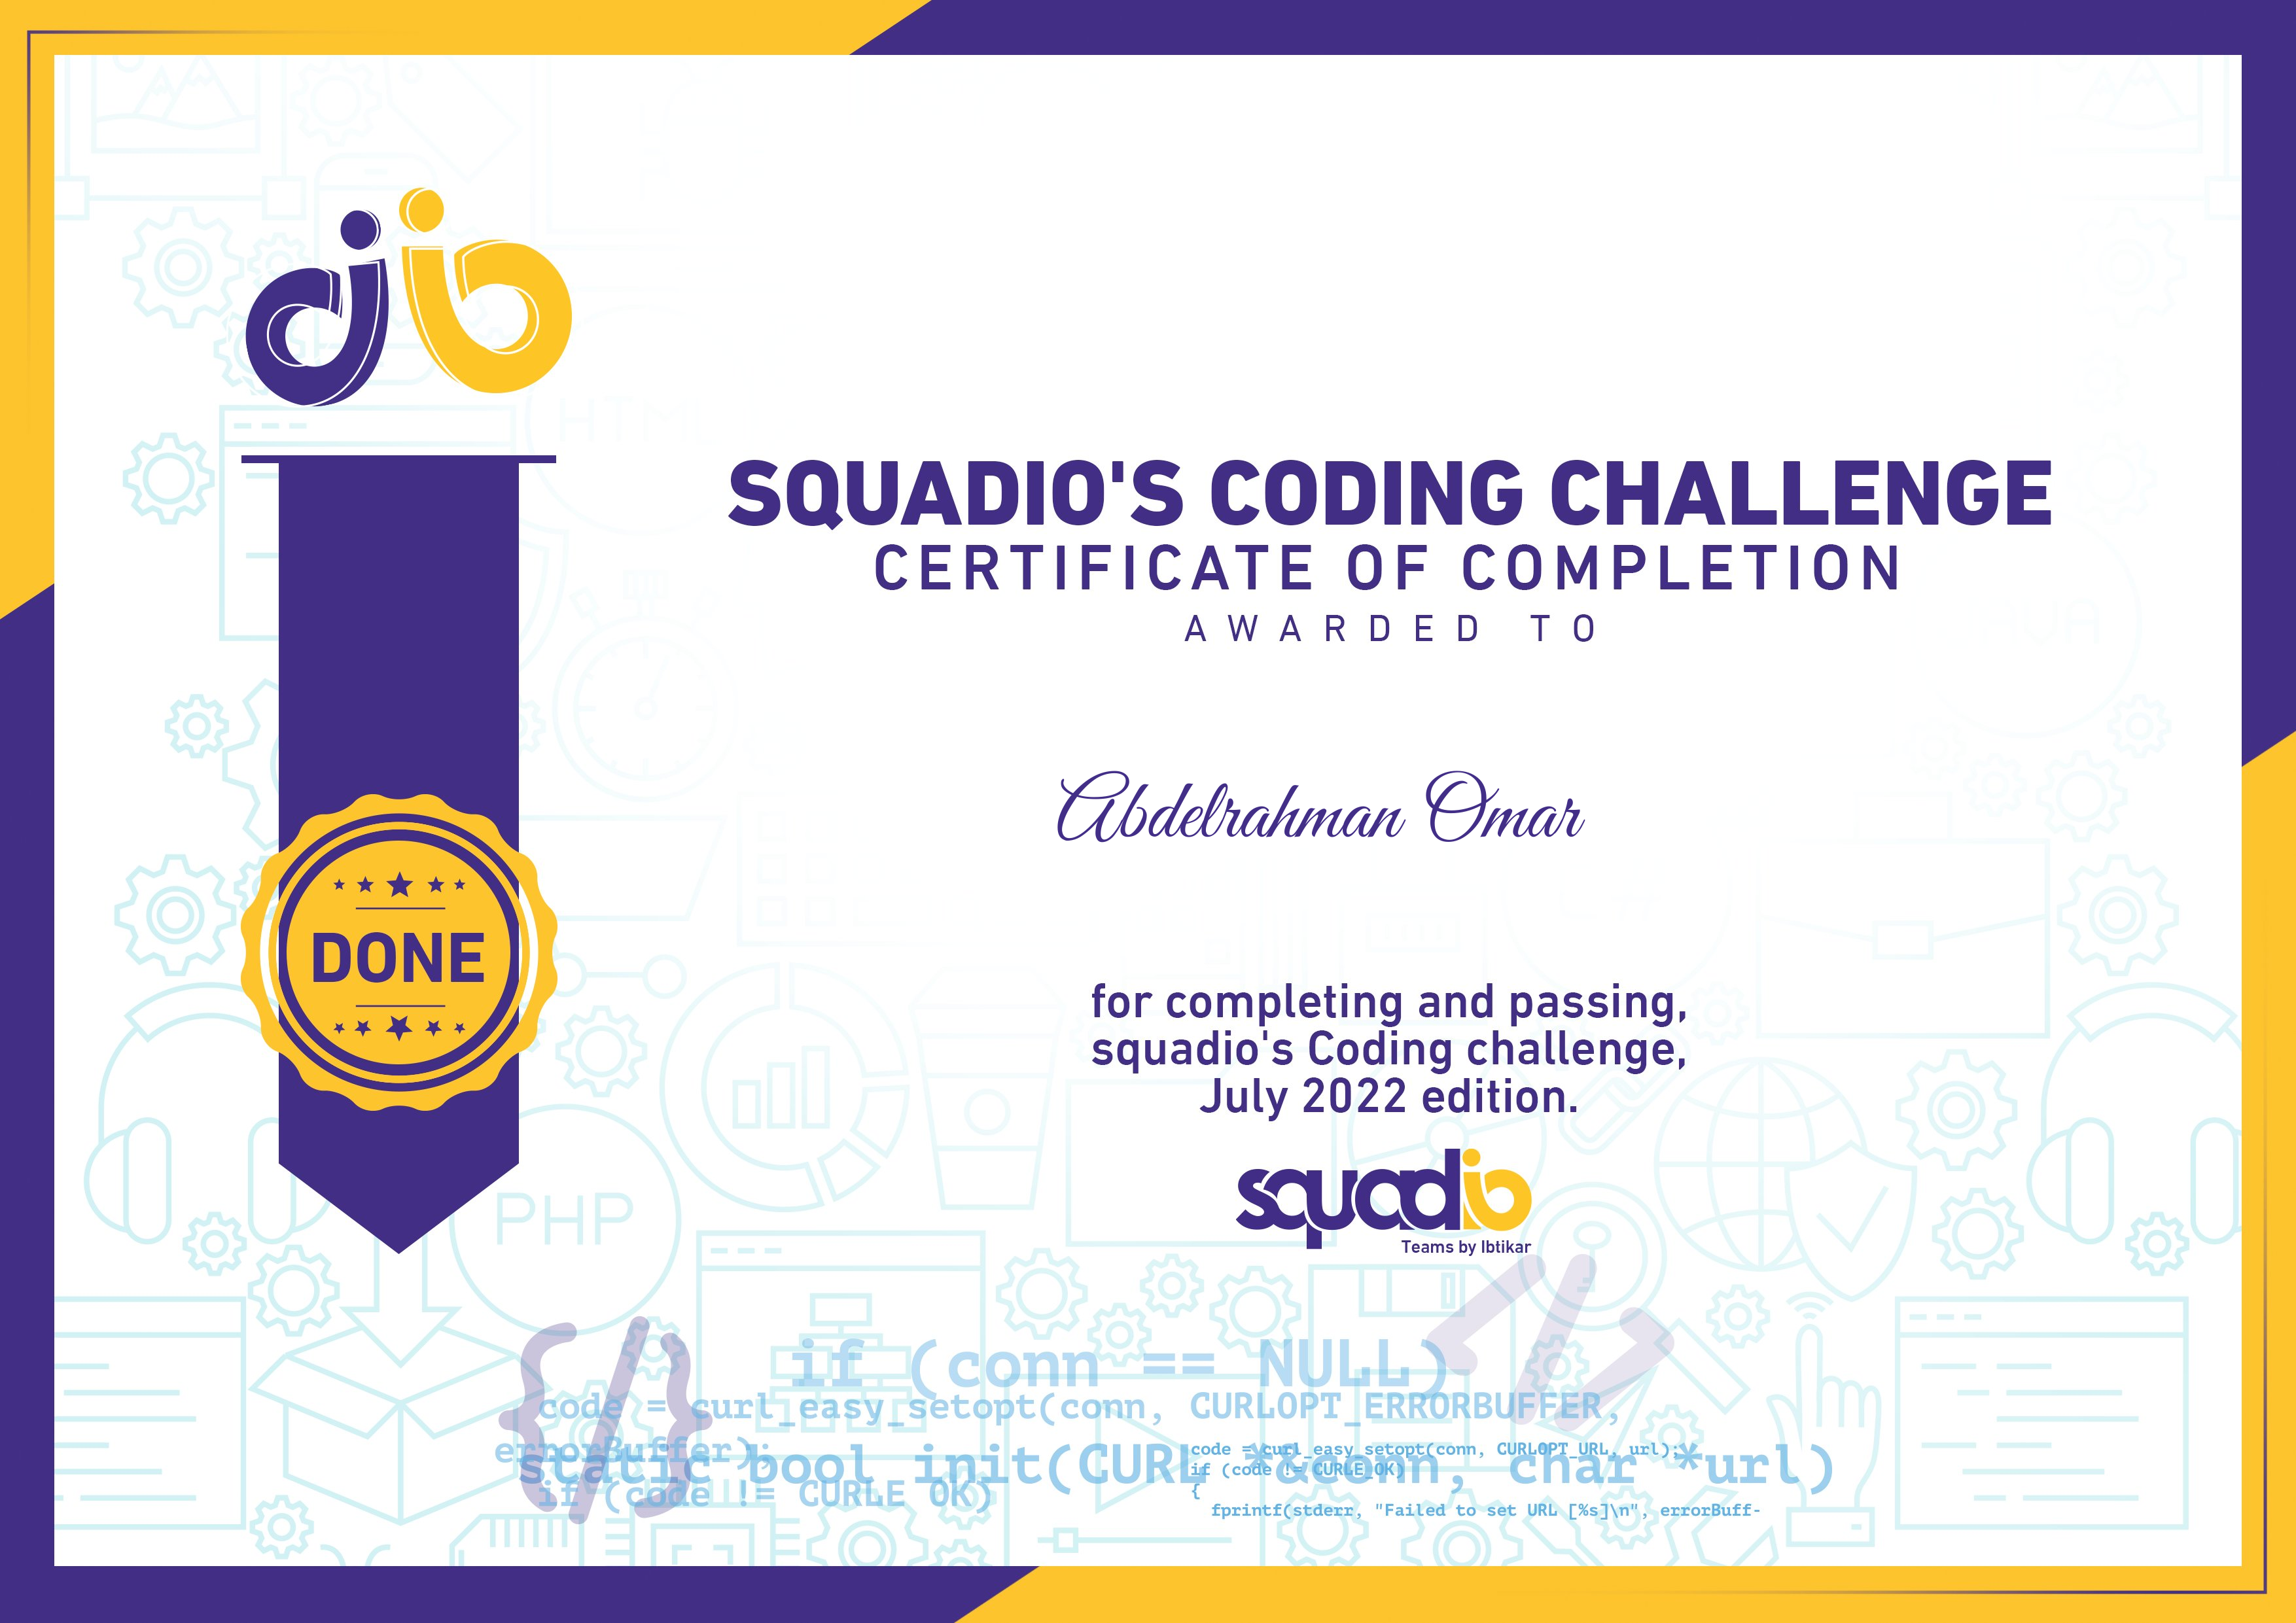 HTML
SQUADIO'S CODING CHALLENGE
CERTIFICATE OF COMPLETION
AWARDED TO
Abdelrahman Omar
DONE
for completing and passing,
squadio's Coding challenge,
July 2022 edition.
squadio
Teams by Ibtikar
PHP
if (conn == NULL)
code = curl_easy_setopt(conn, CURLOPT_ERRORBUFFER,
errorBuffer);
static bool init(CURL *&conn, char *url)
if (code != CURLE_OK)
code = curl_easy_setopt(conn, CURLOPT_URL, url);
if (code != CURLE_OK)
{
fprintf(stderr, "Failed to set URL [%s]\n", errorBuff-